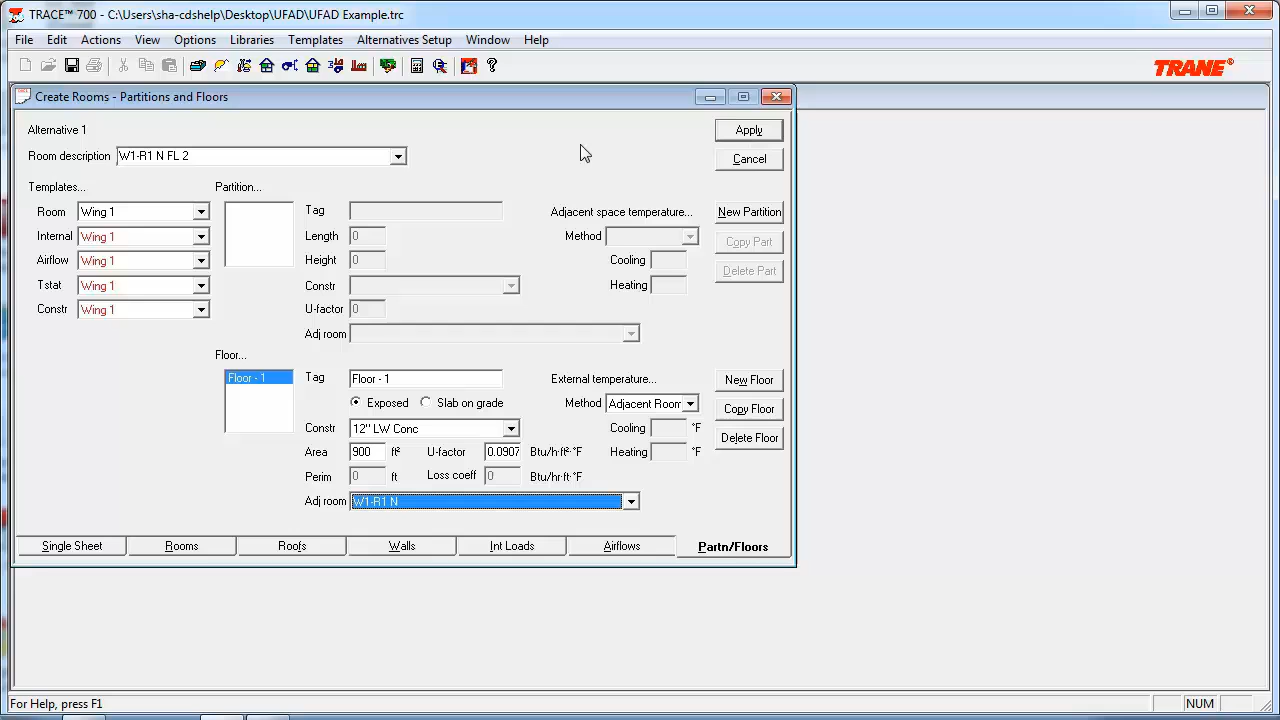 TRACE™ 700 - C:\Users\sha-cdshelp\Desktop\UFAD\UFAD Example.trc
File Edit Actions View Options Libraries Templates Alternatives Setup Window Help
TRANE®
Create Rooms - Partitions and Floors
Alternative 1
Apply
Room description W1-R1 N FL 2
Cancel
Templates... Partition...
Room Wing 1 Tag Adjacent space temperature... New Partition
Internal Wing 1 Length 0 Method Copy Part
Airflow Wing 1 Height 0 Cooling Delete Part
Tstat Wing 1 Constr Heating
Constr Wing 1 U-factor 0
Adj room
Floor...
Floor - 1 Tag Floor - 1 External temperature... New Floor
Exposed Slab on grade Method Adjacent Room Copy Floor
Constr 12" LW Conc Cooling °F Delete Floor
Area 900 ft² U-factor 0.0907 Btu/h·ft²·°F Heating °F
Perim 0 ft Loss coeff 0 Btu/h·ft·°F
Adj room W1-R1 N
Single Sheet Rooms Roofs Walls Int Loads Airflows Partn/Floors
For Help, press F1 NUM